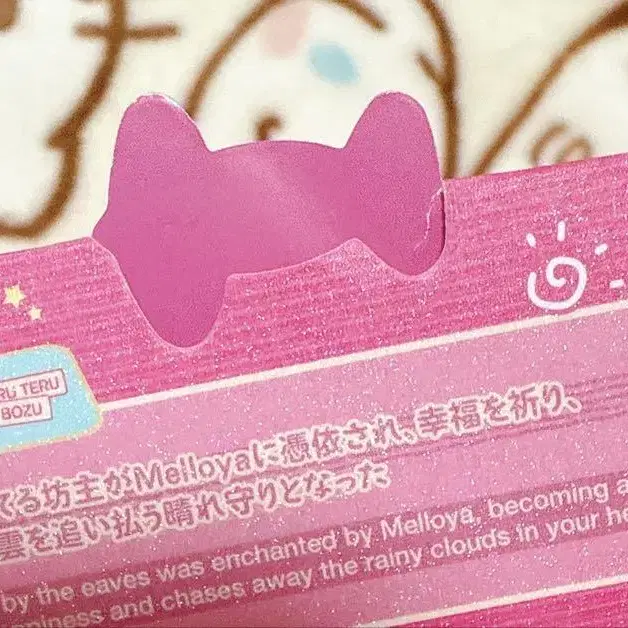 RU TERU
BOZU
てる坊主がMelloyaに憑依され、幸福を祈り、
雲を追い払う晴れ守りとなった
by the eaves was enchanted by Melloya, becoming a
piness and chases away the rainy clouds in your he